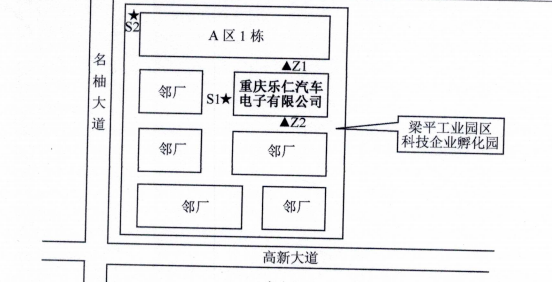 S2★
A 区 1 栋
▲Z1
名柚大道
邻厂
S1★
重庆乐仁汽车
电子有限公司
▲Z2
梁平工业园区
科技企业孵化园
邻厂
邻厂
邻厂
邻厂
高新大道